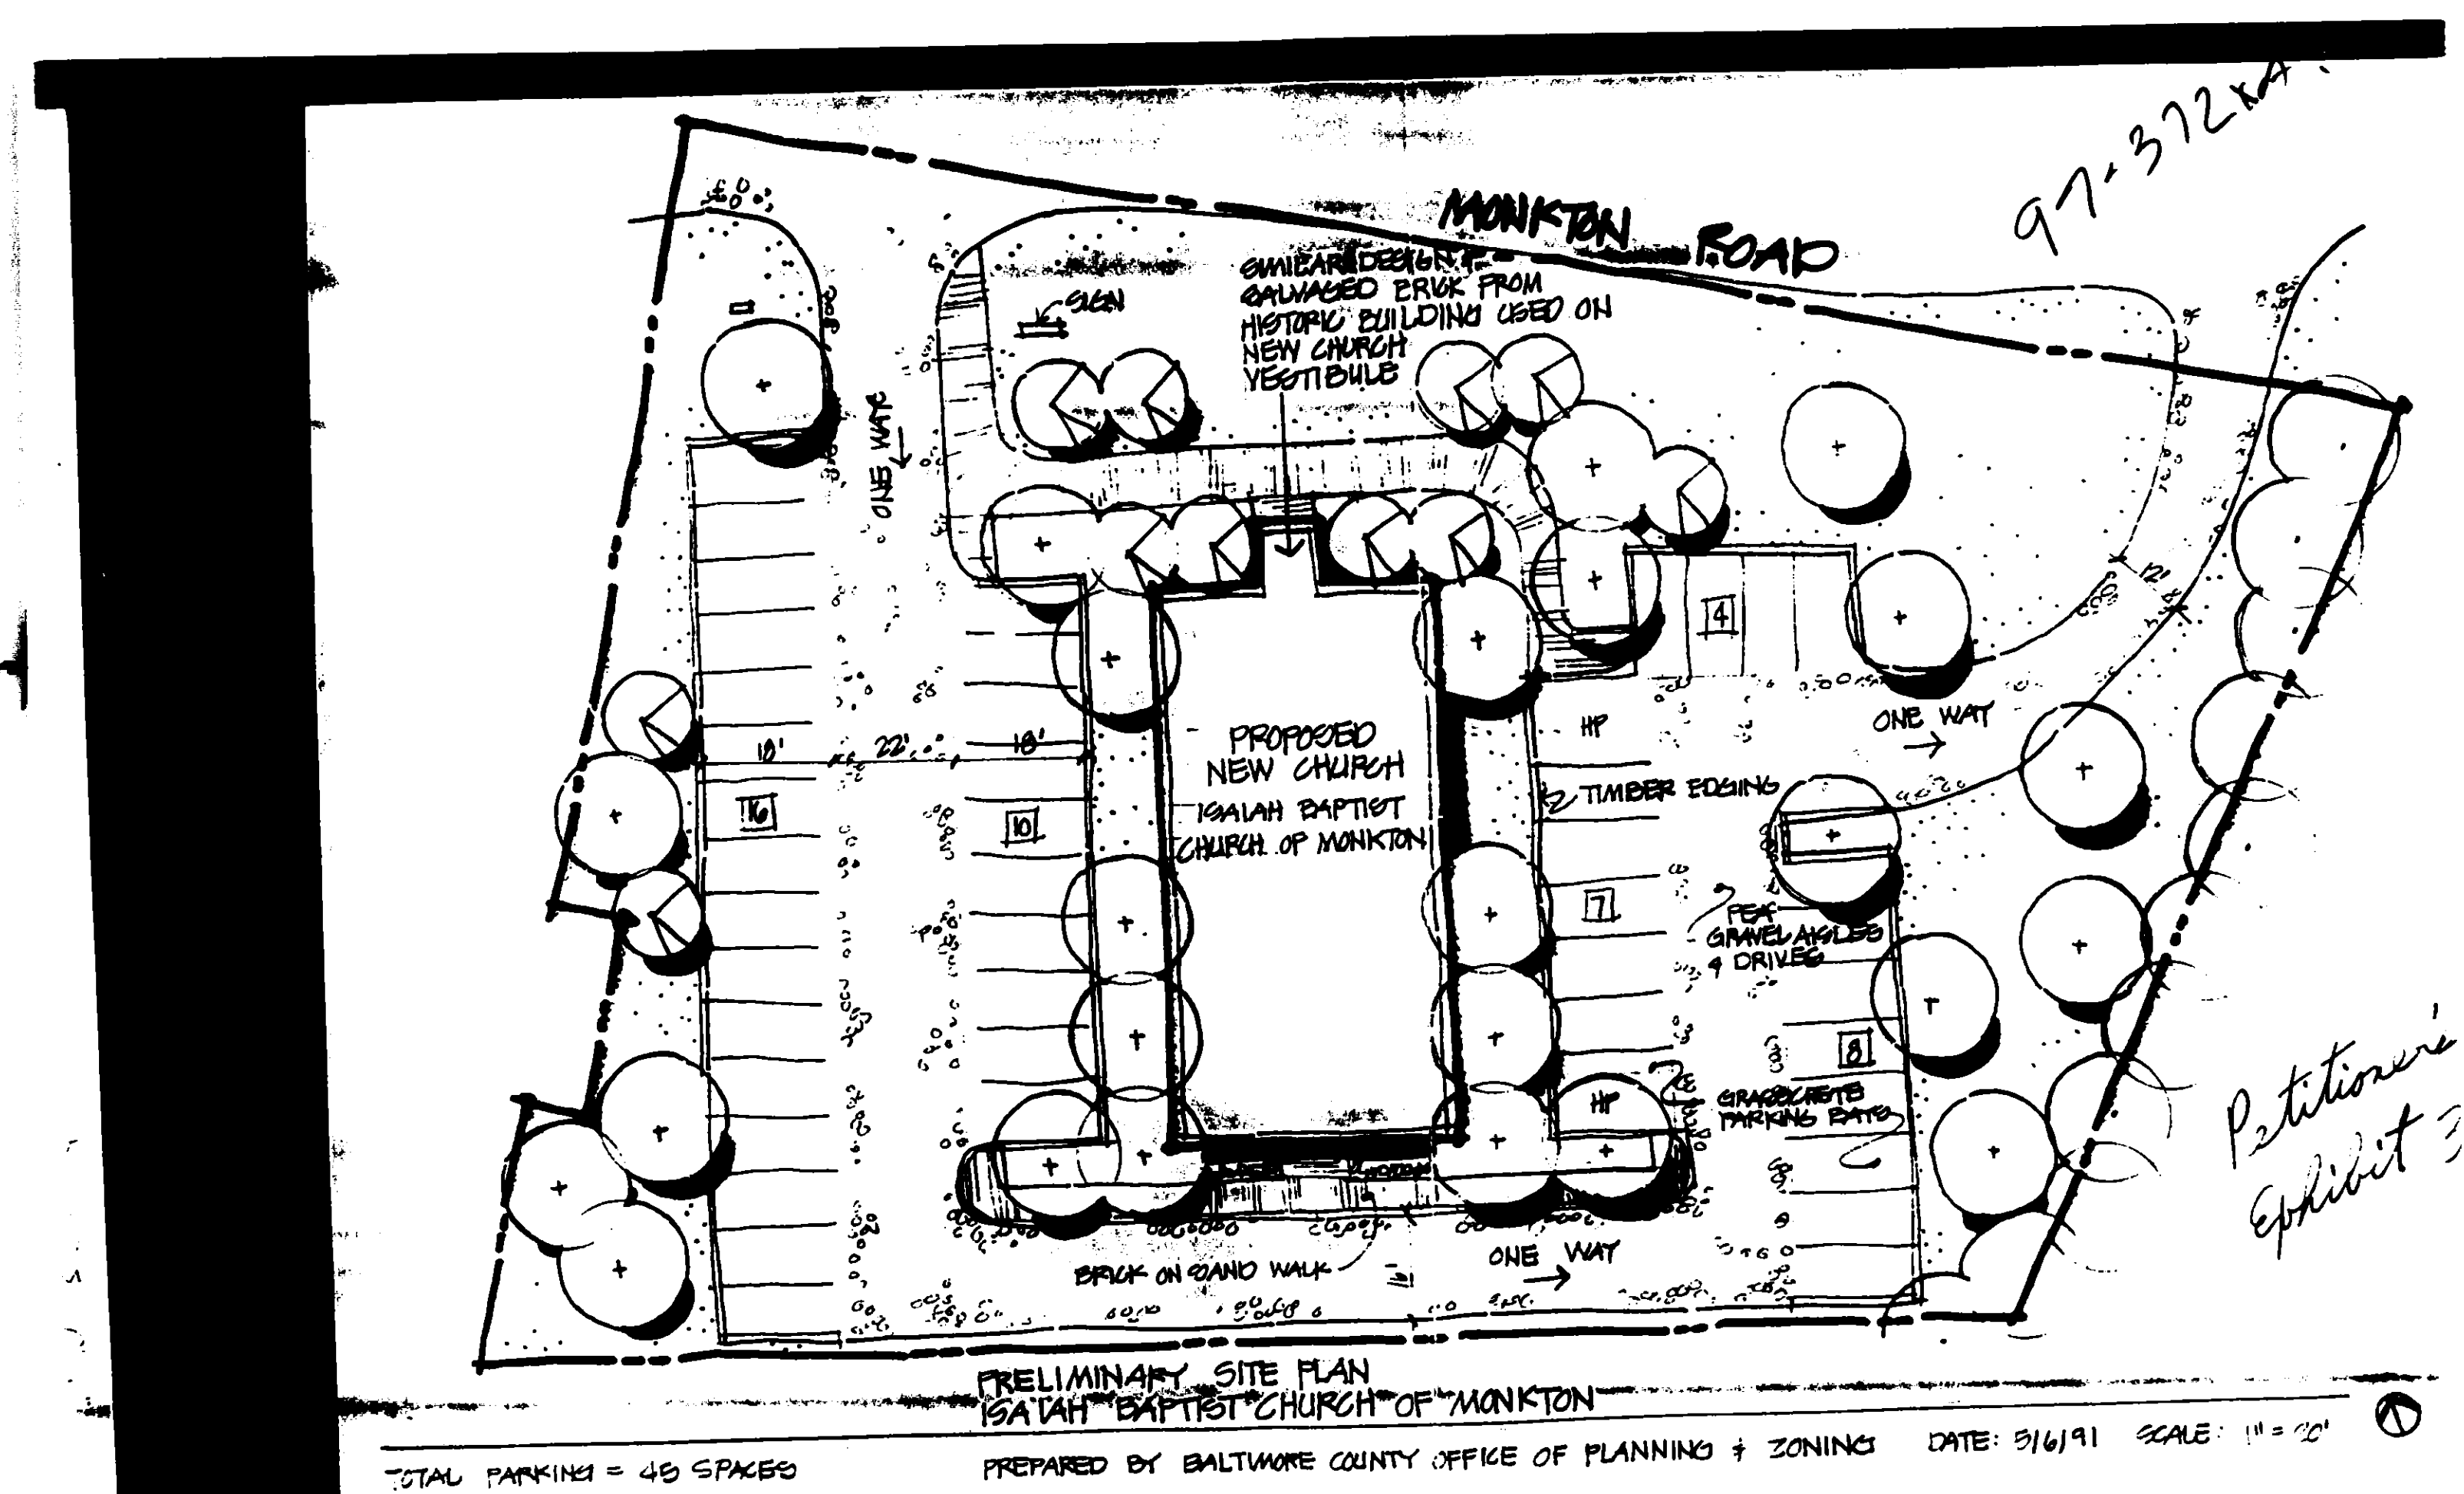 97-372XA
MONKTON ROAD
SIMILAR DESIGN &
SALVAGED BRICK FROM
HISTORIC BUILDING USED ON
NEW CHURCH
VESTIBULE
SIGN
ONE WAY
12'
4
HP
ONE WAY
18'
22'
18'
PROPOSED
NEW CHURCH
ISAIAH BAPTIST
CHURCH OF MONKTON
TIMBER EDGING
16
10
7
PEA
GRAVEL AISLES
& DRIVES
8
HP
GRASSCRETE
PARKING BAYS
Petitioner's
Exhibit 3
BRICK ON SAND WALK
ONE WAY
PRELIMINARY SITE PLAN
ISAIAH BAPTIST CHURCH OF MONKTON
TOTAL PARKING = 45 SPACES
PREPARED BY BALTIMORE COUNTY OFFICE OF PLANNING & ZONING
DATE: 5/6/91
SCALE: 1" =